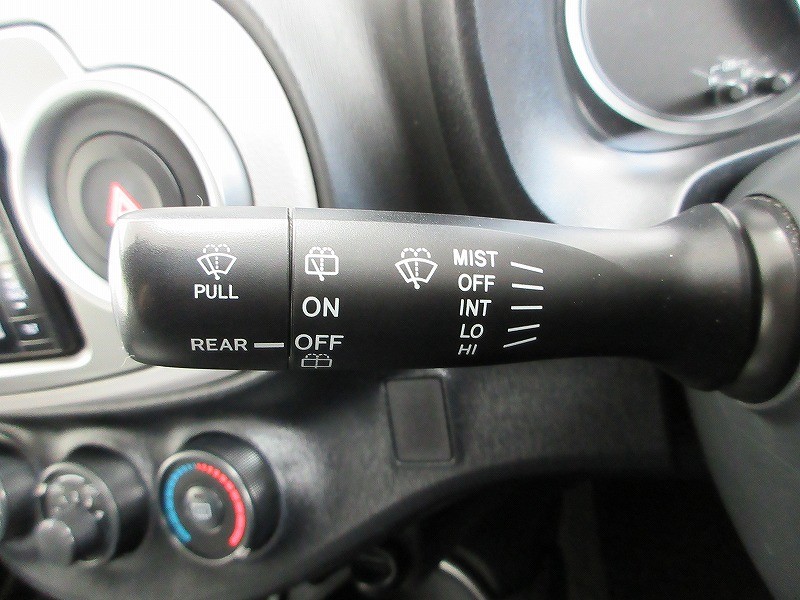 PULL
REAR
ON
OFF
MIST
OFF
INT
LO
HI